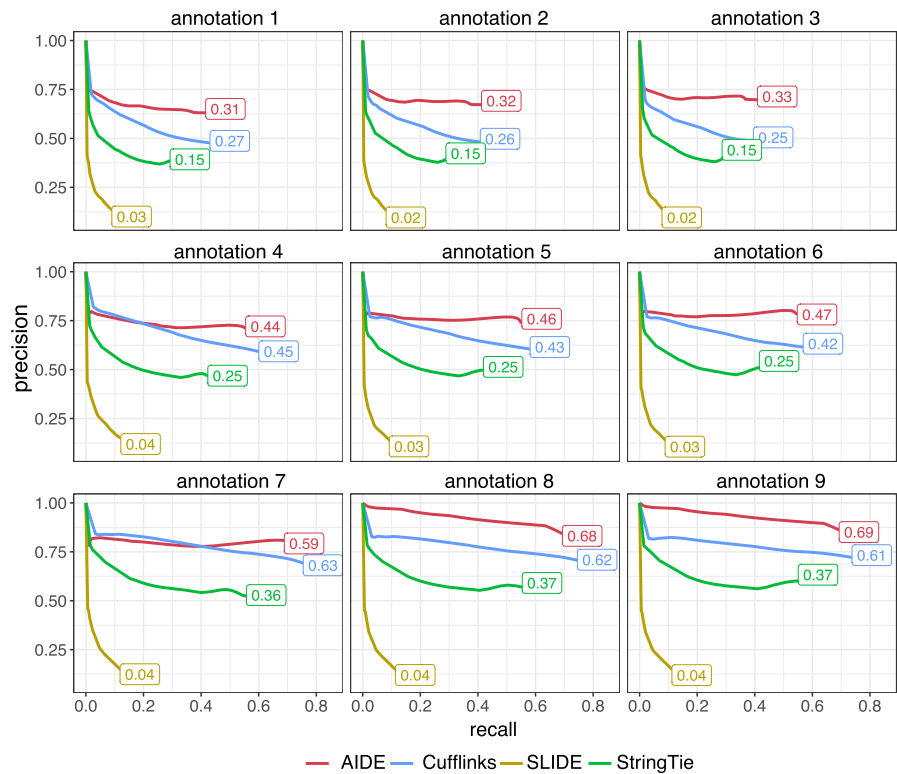 annotation 1 annotation 2 annotation 3
1.00
0.75
0.50
0.25
0.31 0.27 0.15 0.03
0.32 0.26 0.15 0.02
0.33 0.25 0.15 0.02
annotation 4 annotation 5 annotation 6
1.00
0.75
0.50
0.25
0.44 0.45 0.25 0.04
0.46 0.43 0.25 0.03
0.47 0.42 0.25 0.03
precision
annotation 7 annotation 8 annotation 9
1.00
0.75
0.50
0.25
0.59 0.63 0.36 0.04
0.68 0.62 0.37 0.04
0.69 0.61 0.37 0.04
0.0 0.2 0.4 0.6 0.8 0.0 0.2 0.4 0.6 0.8 0.0 0.2 0.4 0.6 0.8
recall
AIDE Cufflinks SLIDE StringTie